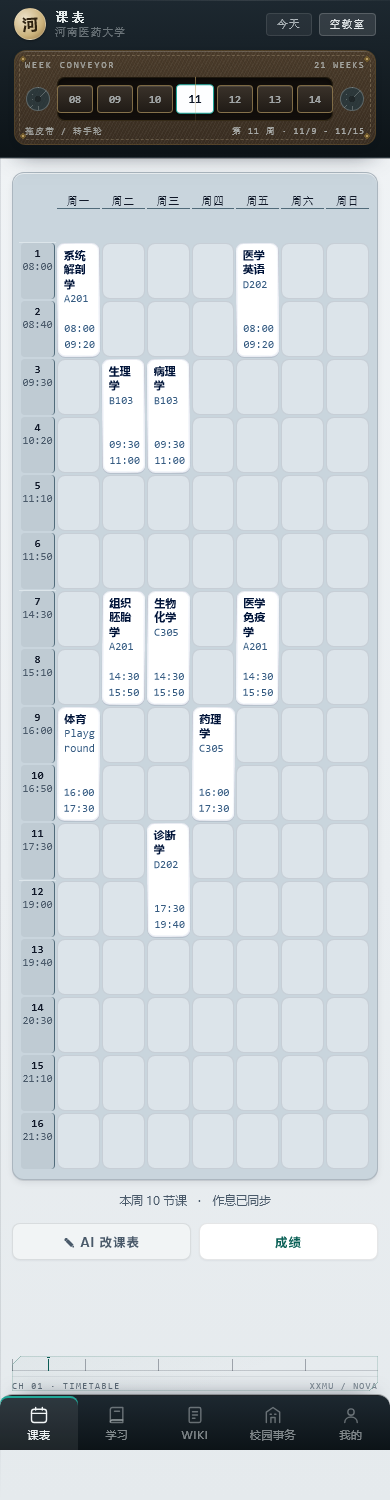 河
课表
河南医药大学
今天
空教室
WEEK CONVEYOR
21 WEEKS
08 09 10 11 12 13 14
拖皮带 / 转手轮
第 11 周 · 11/9 - 11/15
周一 周二 周三 周四 周五 周六 周日
1
08:00
系统
解剖
学
A201
08:00
09:20
医学
英语
D202
08:00
09:20
2
08:40
3
09:30
生理
学
B103
09:30
11:00
病理
学
B103
09:30
11:00
4
10:20
5
11:10
6
11:50
7
14:30
组织
胚胎
学
A201
14:30
15:50
生物
化学
C305
14:30
15:50
医学
免疫
学
A201
14:30
15:50
8
15:10
9
16:00
体育
Playg
round
16:00
17:30
药理
学
C305
16:00
17:30
10
16:50
11
17:30
诊断
学
D202
17:30
19:40
12
19:00
13
19:40
14
20:30
15
21:10
16
21:30
本周 10 节课 · 作息已同步
AI 改课表
成绩
CH 01 · TIMETABLE
XXMU / NOVA
课表
学习
WIKI
校园事务
我的